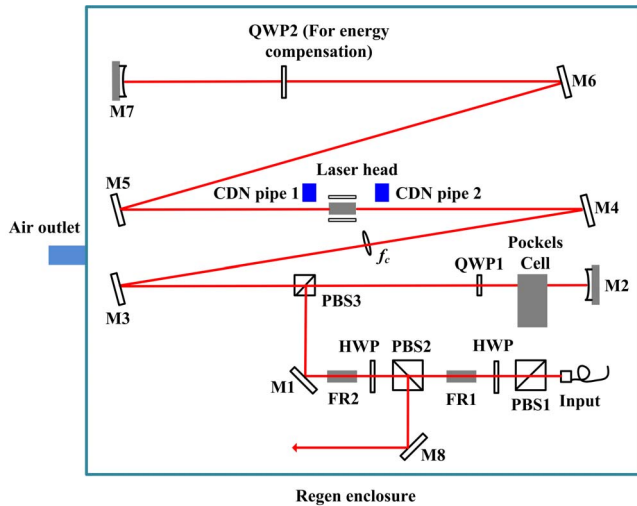 QWP2 (For energy
compensation)
M7
M6
M5
Laser head
CDN pipe 1
CDN pipe 2
M4
Air outlet
fc
Pockels
Cell
QWP1
M2
M3
PBS3
HWP
PBS2
HWP
M1
FR2
FR1
PBS1
Input
M8
Regen enclosure